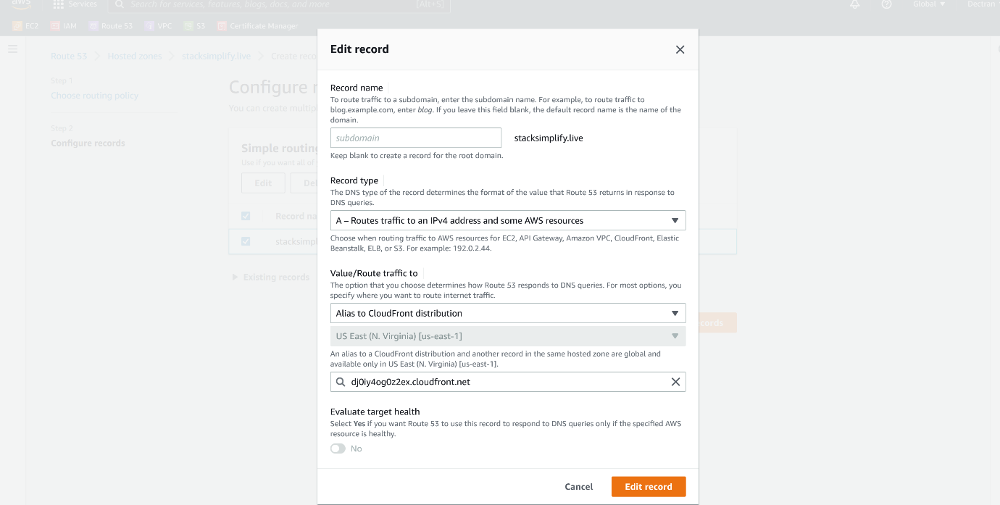 aws
Services
Search for services, features, blogs, docs, and more
[Alt+S]
Global
Dectran
EC2
IAM
Route 53
VPC
S3
Certificate Manager
Route 53
Hosted zones
stacksimplify.live
Create reco
Step 1
Choose routing policy
Step 2
Configure records
Configure r
You can create multipl
Simple routing
Use if you want all of
Edit
Del
Record na
stacksimpl
Existing records
cords
Edit record
Record name
To route traffic to a subdomain, enter the subdomain name. For example, to route traffic to
blog.example.com, enter blog. If you leave this field blank, the default record name is the name of the
domain.
subdomain
stacksimplify.live
Keep blank to create a record for the root domain.
Record type
The DNS type of the record determines the format of the value that Route 53 returns in response to
DNS queries.
A – Routes traffic to an IPv4 address and some AWS resources
Choose when routing traffic to AWS resources for EC2, API Gateway, Amazon VPC, CloudFront, Elastic
Beanstalk, ELB, or S3. For example: 192.0.2.44.
Value/Route traffic to
The option that you choose determines how Route 53 responds to DNS queries. For most options, you
specify where you want to route internet traffic.
Alias to CloudFront distribution
US East (N. Virginia) [us-east-1]
An alias to a CloudFront distribution and another record in the same hosted zone are global and
available only in US East (N. Virginia) [us-east-1].
dj0iy4og0z2ex.cloudfront.net
Evaluate target health
Select Yes if you want Route 53 to use this record to respond to DNS queries only if the specified AWS
resource is healthy.
No
Cancel
Edit record